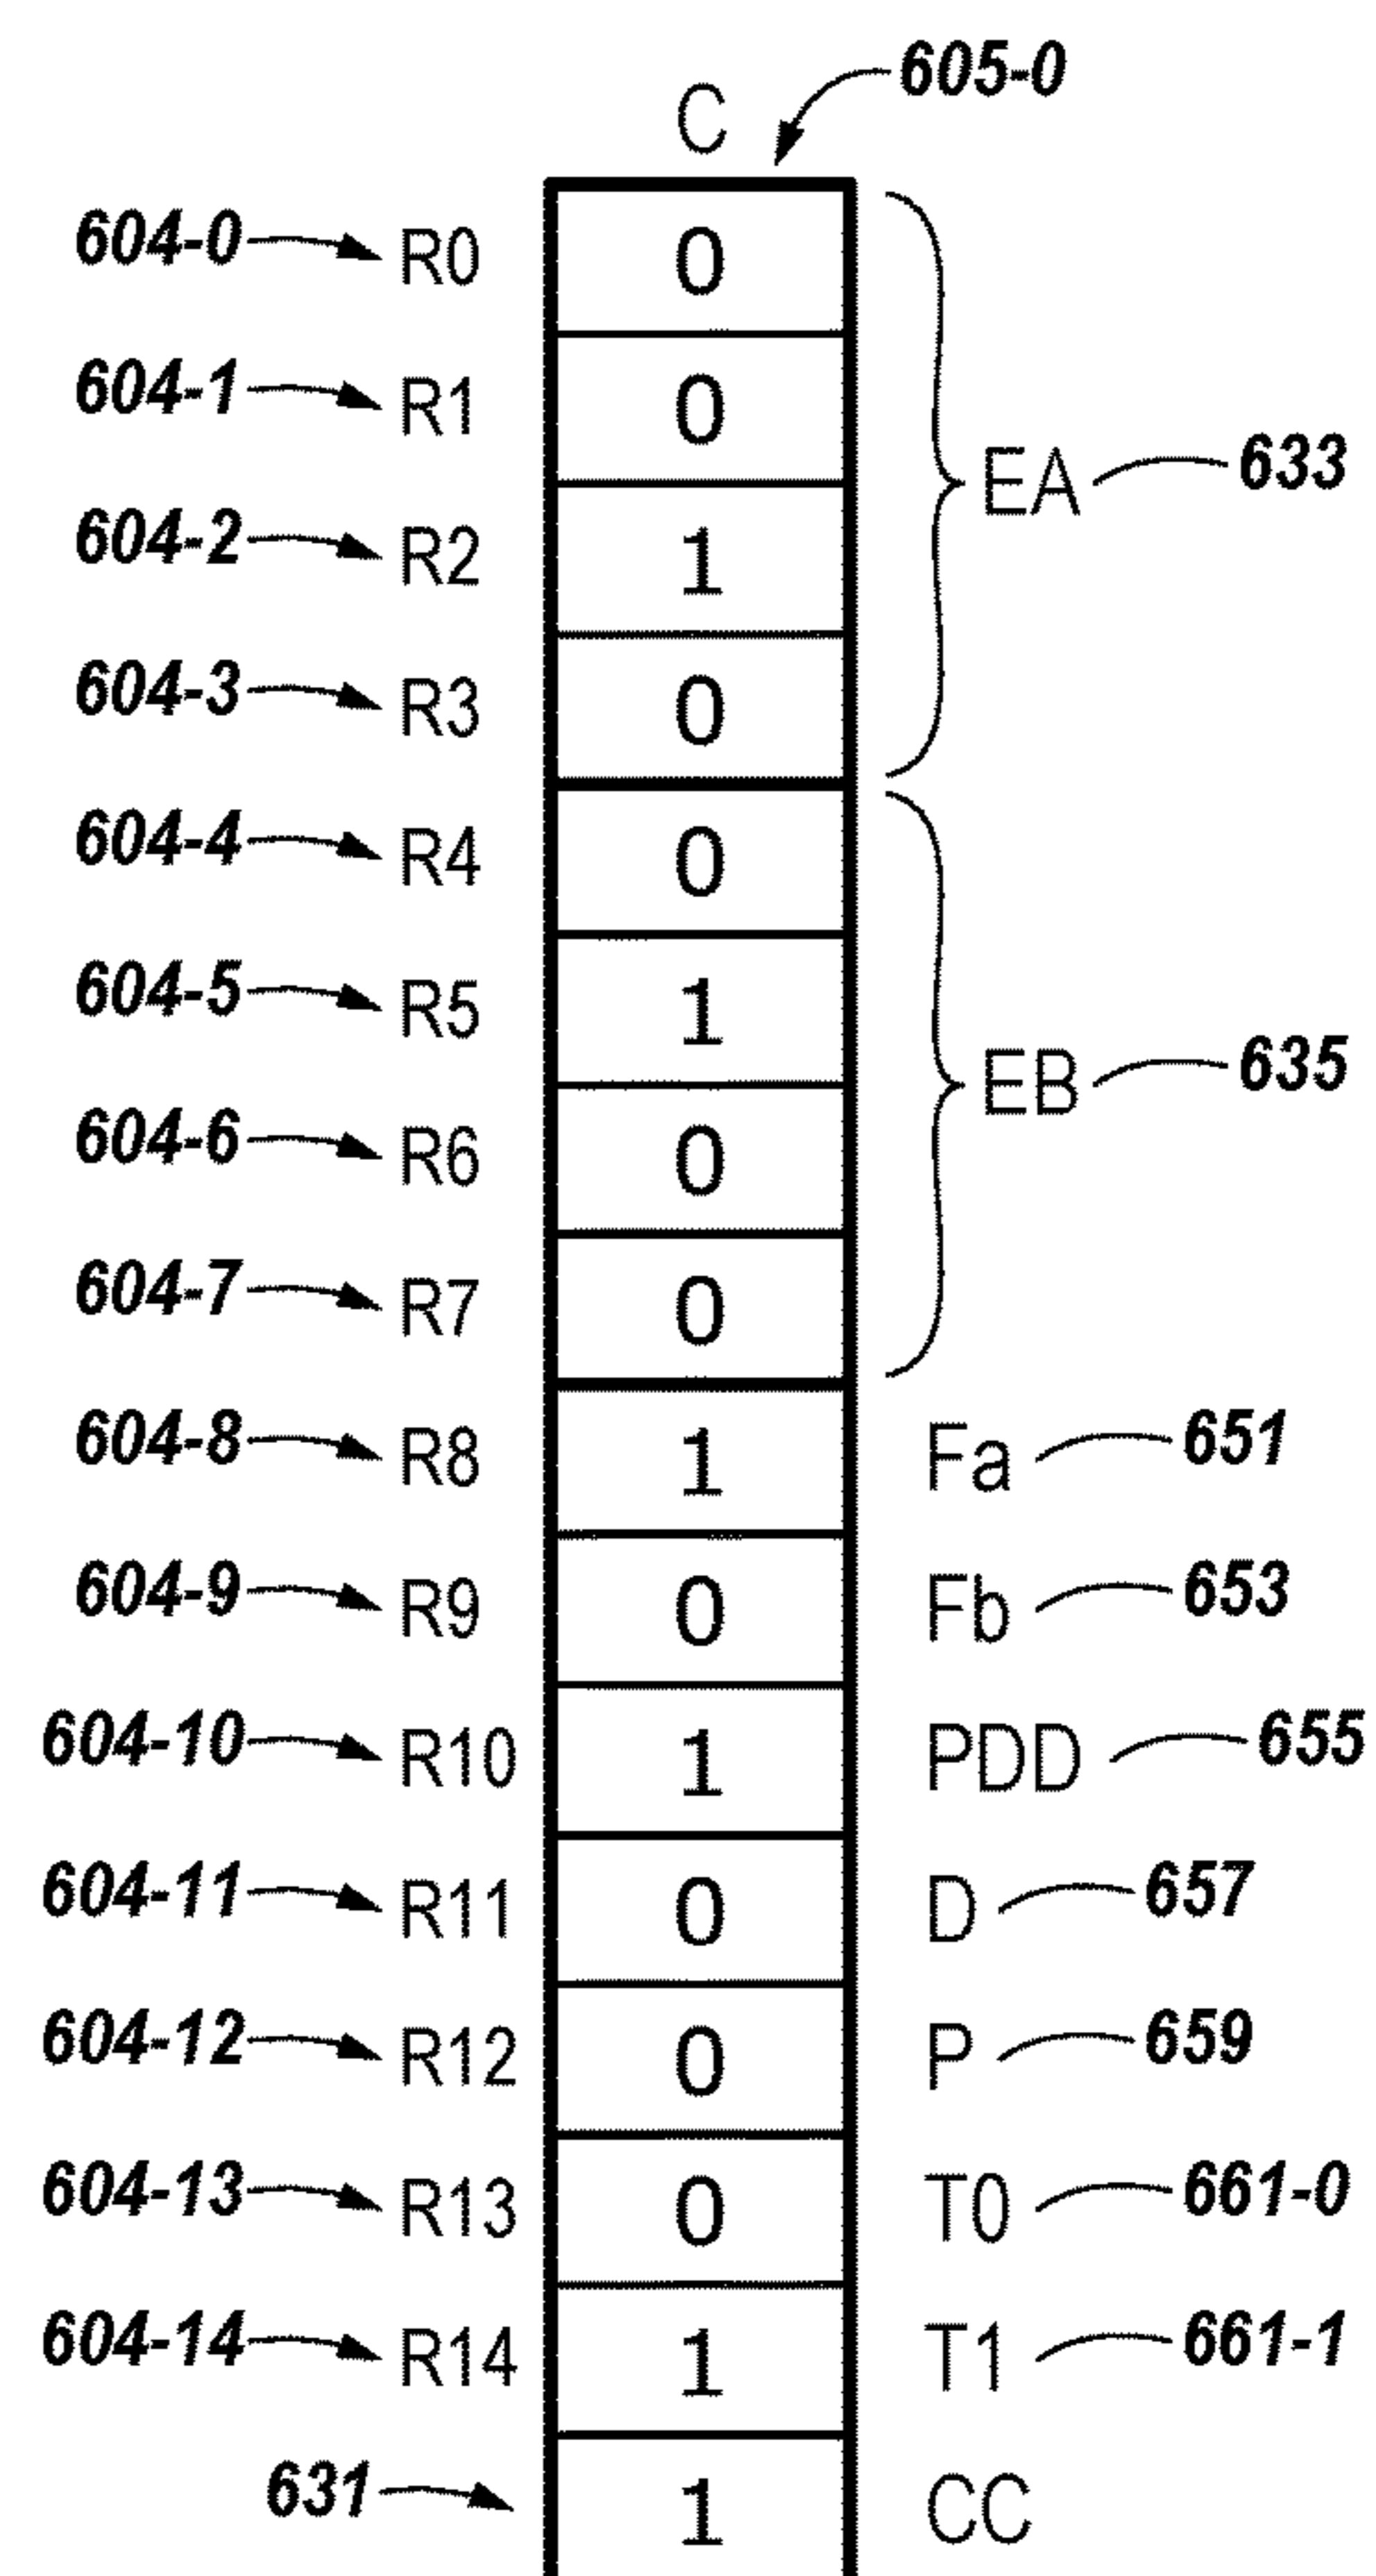 605-0
C
604-0 R0 0
604-1 R1 0
EA 633
604-2 R2 1
604-3 R3 0
604-4 R4 0
604-5 R5 1
EB 635
604-6 R6 0
604-7 R7 0
604-8 R8 1 Fa 651
604-9 R9 0 Fb 653
604-10 R10 1 PDD 655
604-11 R11 0 D 657
604-12 R12 0 P 659
604-13 R13 0 T0 661-0
604-14 R14 1 T1 661-1
631 1 CC